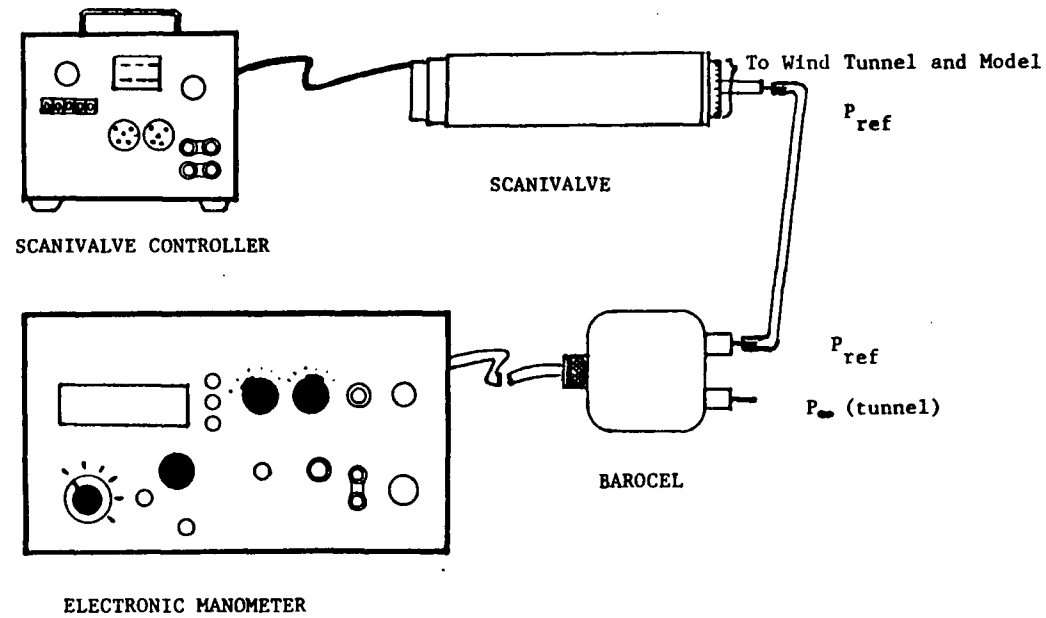 To Wind Tunnel and Model
P ref
SCANIVALVE
SCANIVALVE CONTROLLER
P ref
P∞ (tunnel)
BAROCEL
ELECTRONIC MANOMETER